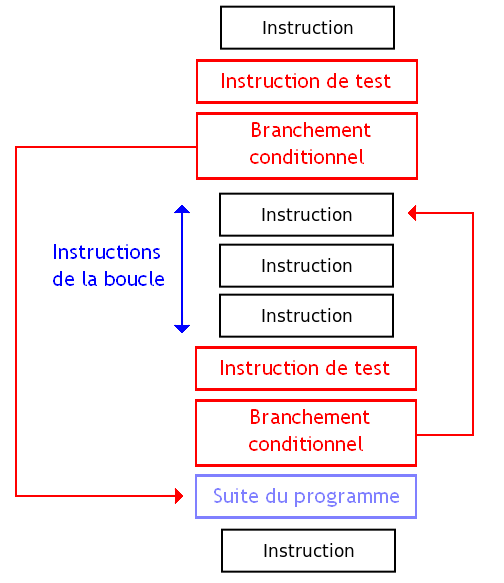 Instruction
Instruction de test
Branchement
conditionnel
Instruction
Instructions
de la boucle
Instruction
Instruction
Instruction de test
Branchement
conditionnel
Suite du programme
Instruction